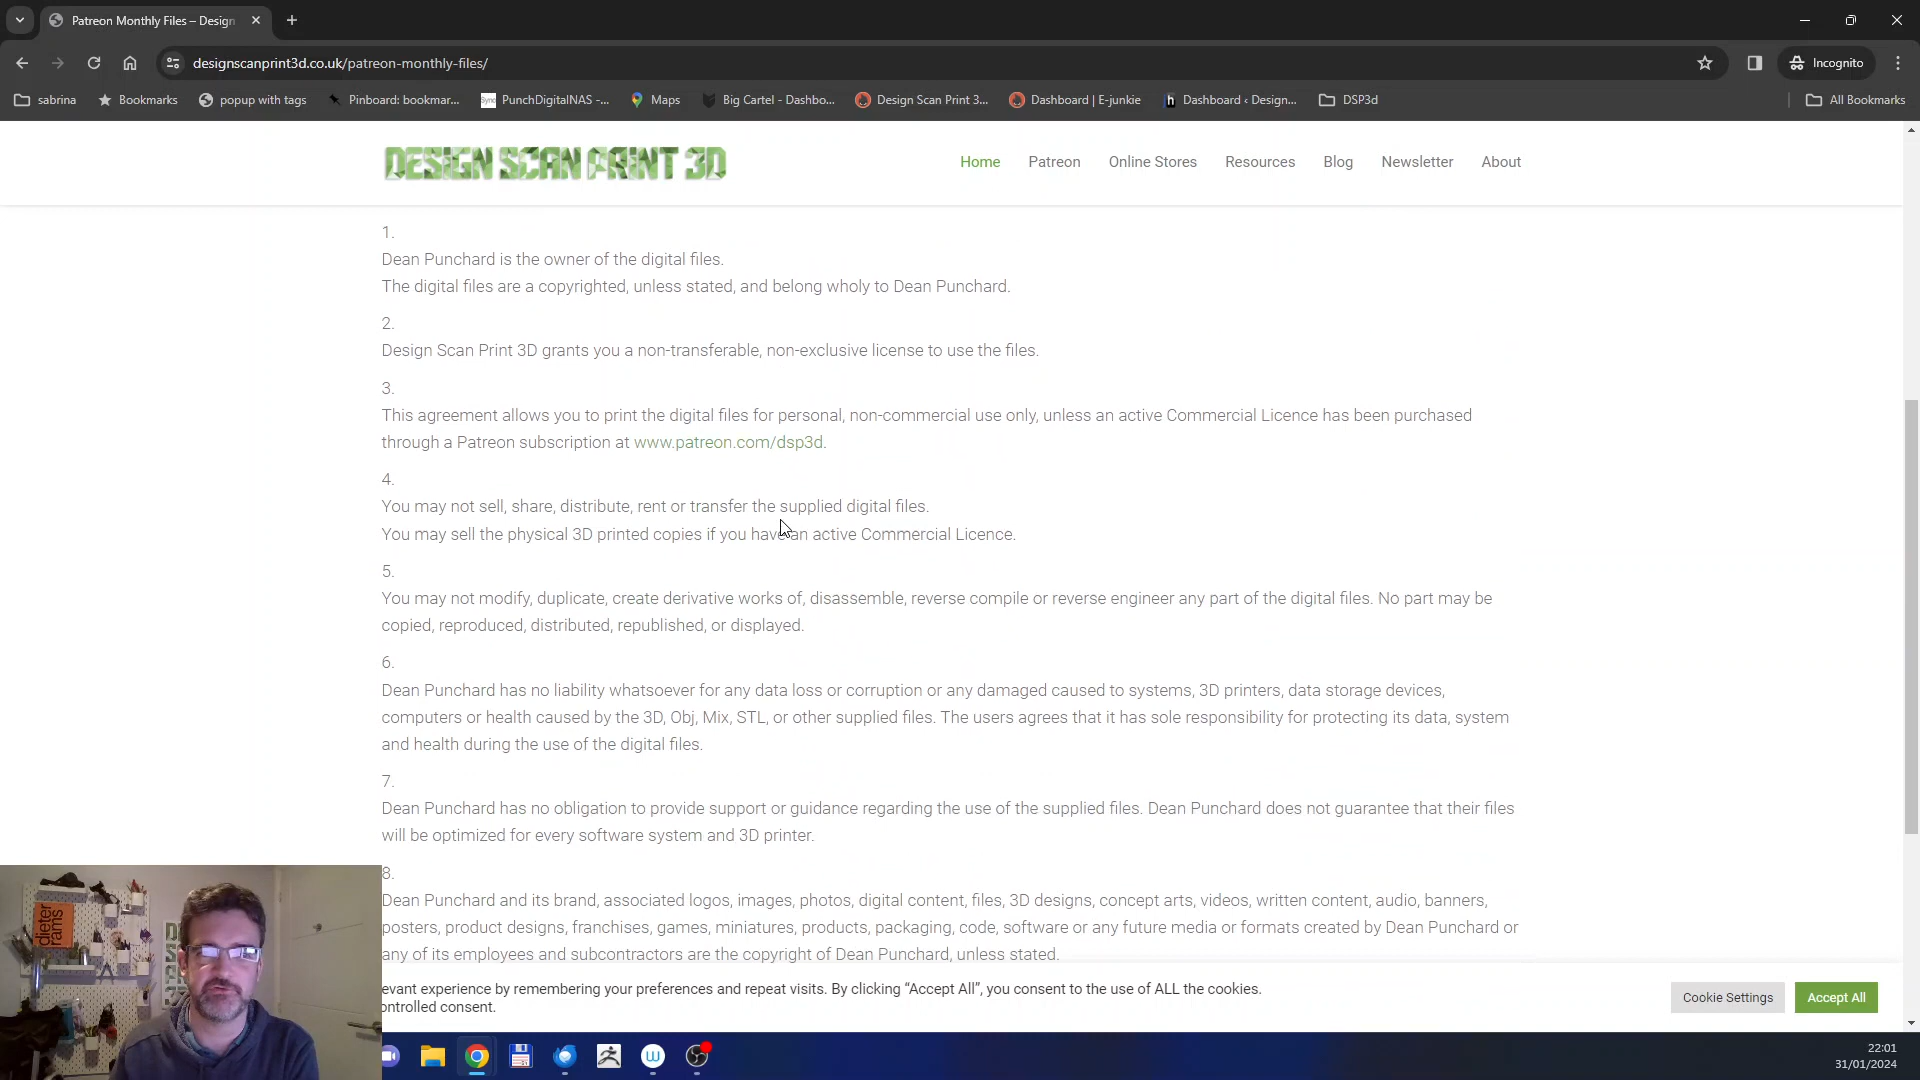 Patreon Monthly Files – Design
designscanprint3d.co.uk/patreon-monthly-files/
Incognito
sabrina
Bookmarks
popup with tags
Pinboard: bookmar...
Sync
PunchDigitalNAS -...
Maps
Big Cartel - Dashbo...
Design Scan Print 3...
Dashboard | E-junkie
h
Dashboard ‹ Design...
DSP3d
All Bookmarks
DESIGN SCAN PRINT 3D
Home
Patreon
Online Stores
Resources
Blog
Newsletter
About
1.
Dean Punchard is the owner of the digital files.
The digital files are a copyrighted, unless stated, and belong wholy to Dean Punchard.
2.
Design Scan Print 3D grants you a non-transferable, non-exclusive license to use the files.
3.
This agreement allows you to print the digital files for personal, non-commercial use only, unless an active Commercial Licence has been purchased
through a Patreon subscription at www.patreon.com/dsp3d.
4.
You may not sell, share, distribute, rent or transfer the supplied digital files.
You may sell the physical 3D printed copies if you have an active Commercial Licence.
5.
You may not modify, duplicate, create derivative works of, disassemble, reverse compile or reverse engineer any part of the digital files. No part may be
copied, reproduced, distributed, republished, or displayed.
6.
Dean Punchard has no liability whatsoever for any data loss or corruption or any damaged caused to systems, 3D printers, data storage devices,
computers or health caused by the 3D, Obj, Mix, STL, or other supplied files. The users agrees that it has sole responsibility for protecting its data, system
and health during the use of the digital files.
7.
Dean Punchard has no obligation to provide support or guidance regarding the use of the supplied files. Dean Punchard does not guarantee that their files
will be optimized for every software system and 3D printer.
8.
Dean Punchard and its brand, associated logos, images, photos, digital content, files, 3D designs, concept arts, videos, written content, audio, banners,
posters, product designs, franchises, games, miniatures, products, packaging, code, software or any future media or formats created by Dean Punchard or
any of its employees and subcontractors are the copyright of Dean Punchard, unless stated.
evant experience by remembering your preferences and repeat visits. By clicking “Accept All”, you consent to the use of ALL the cookies.
ontrolled consent.
Cookie Settings
Accept All
dieter
rams
22:01
31/01/2024